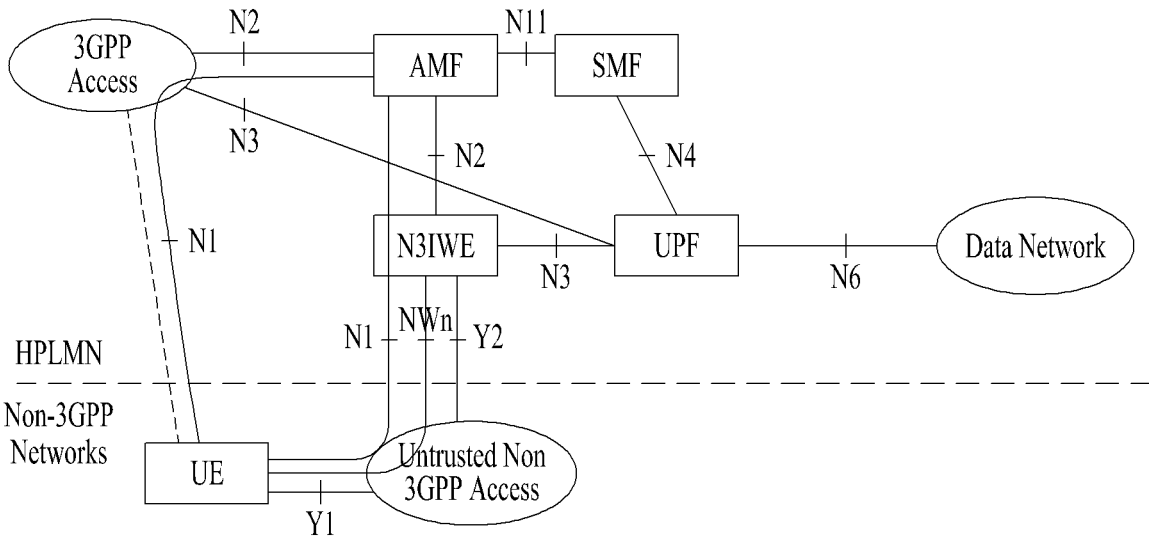 N2
N11
3GPP
Access
AMF
SMF
N3
N2
N4
N1
N3IWE
UPF
Data Network
N3
N6
N1
NWn
Y2
HPLMN
Non-3GPP
Networks
UE
Untrusted Non
3GPP Access
Y1